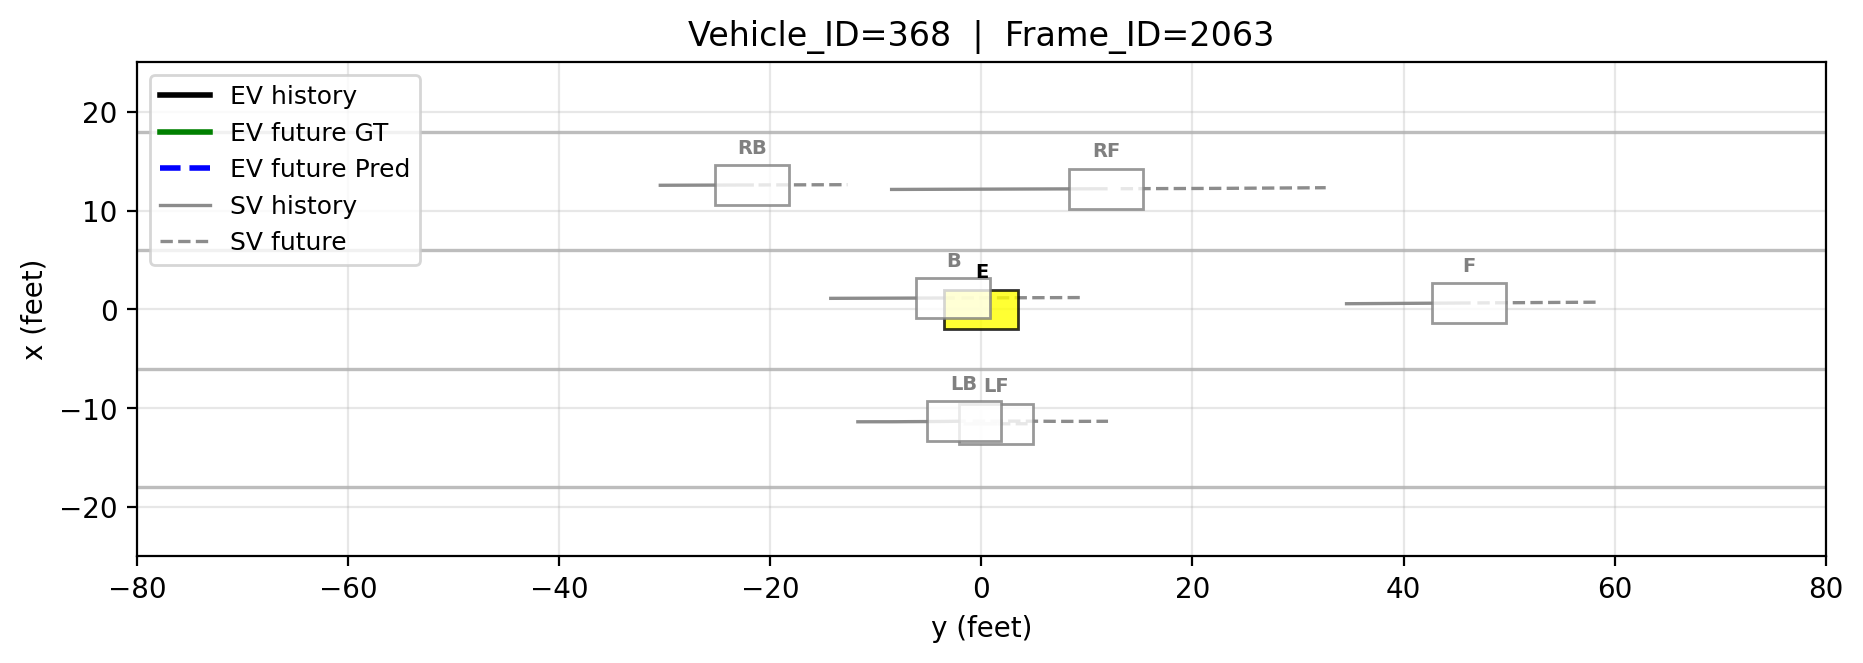 Vehicle_ID=368 | Frame_ID=2063
EV history
EV future GT
EV future Pred
SV history
SV future
RB
RF
B
E
F
LB
LF
20
10
0
−10
−20
x (feet)
−80
−60
−40
−20
0
20
40
60
80
y (feet)